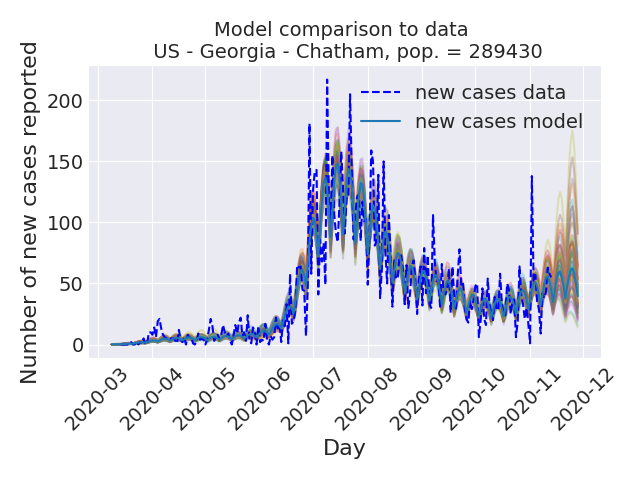 Model comparison to data
US - Georgia - Chatham, pop. = 289430
Number of new cases reported
200
150
100
50
0
new cases data
new cases model
2020-03
2020-04
2020-05
2020-06
2020-07
2020-08
2020-09
2020-10
2020-11
2020-12
Day